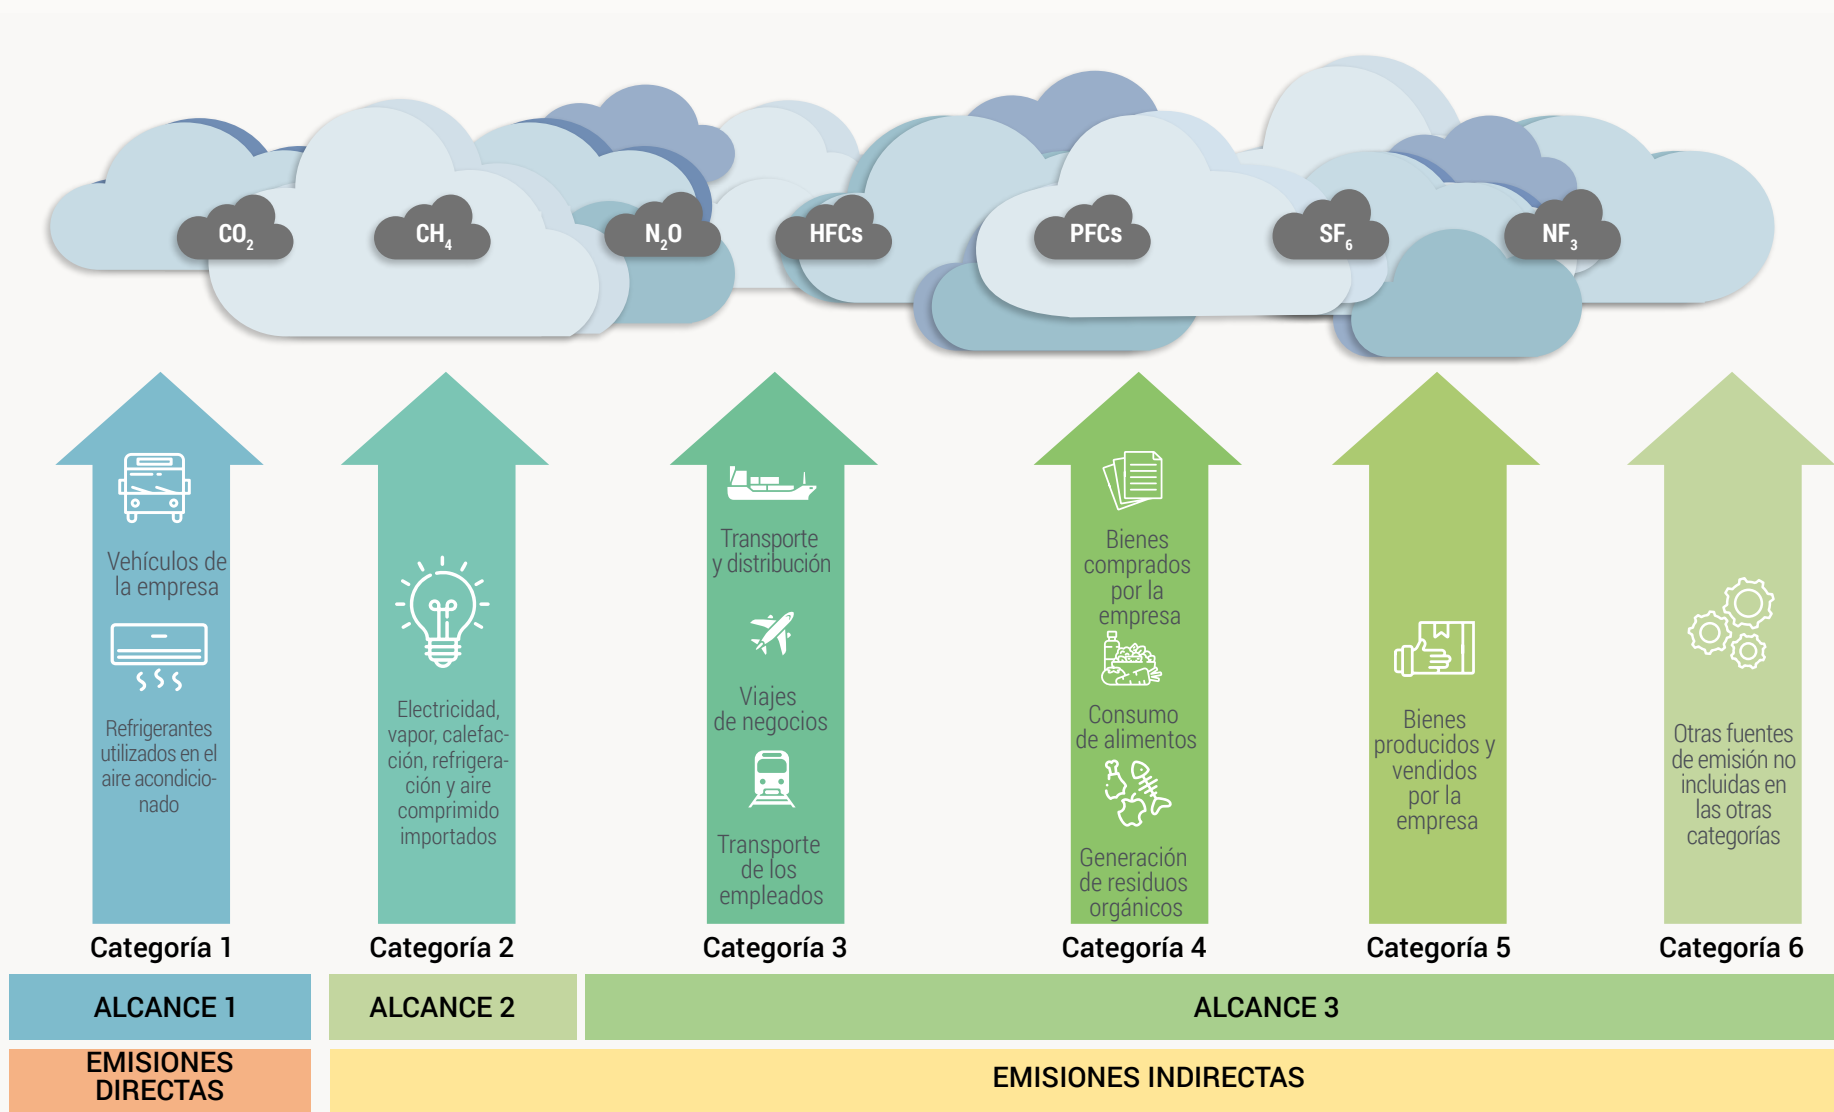 CO₂
CH₄
N₂O
HFCs
PFCs
SF₆
NF₃
Vehículos de
la empresa
Refrigerantes
utilizados en el
aire acondicio-
nado
Categoría 1
Electricidad,
vapor, calefac-
ción, refrigera-
ción y aire
comprimido
importados
Categoría 2
Transporte
y distribución
Viajes
de negocios
Transporte
de los
empleados
Categoría 3
Bienes
comprados
por la
empresa
Consumo
de alimentos
Generación
de residuos
orgánicos
Categoría 4
Bienes
producidos y
vendidos
por la
empresa
Categoría 5
Otras fuentes
de emisión no
incluidas en
las otras
categorías
Categoría 6
ALCANCE 1
ALCANCE 2
ALCANCE 3
EMISIONES
DIRECTAS
EMISIONES INDIRECTAS